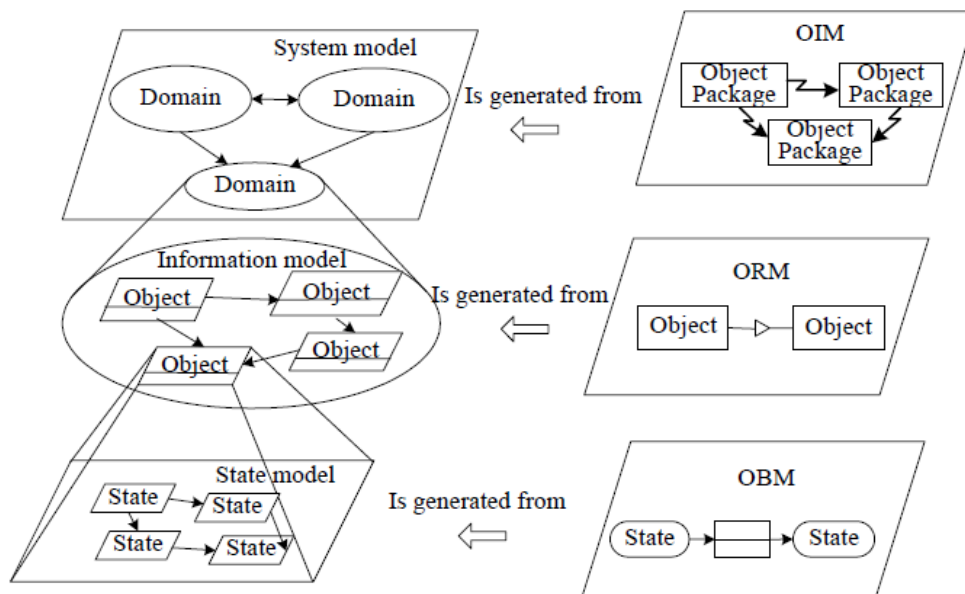 System model
Domain
Domain
Domain
Is generated from
OIM
Object
Package
Object
Package
Object
Package
Information model
Object
Object
Object
Object
Is generated from
ORM
Object
Object
State model
State
State
State
State
Is generated from
OBM
State
State